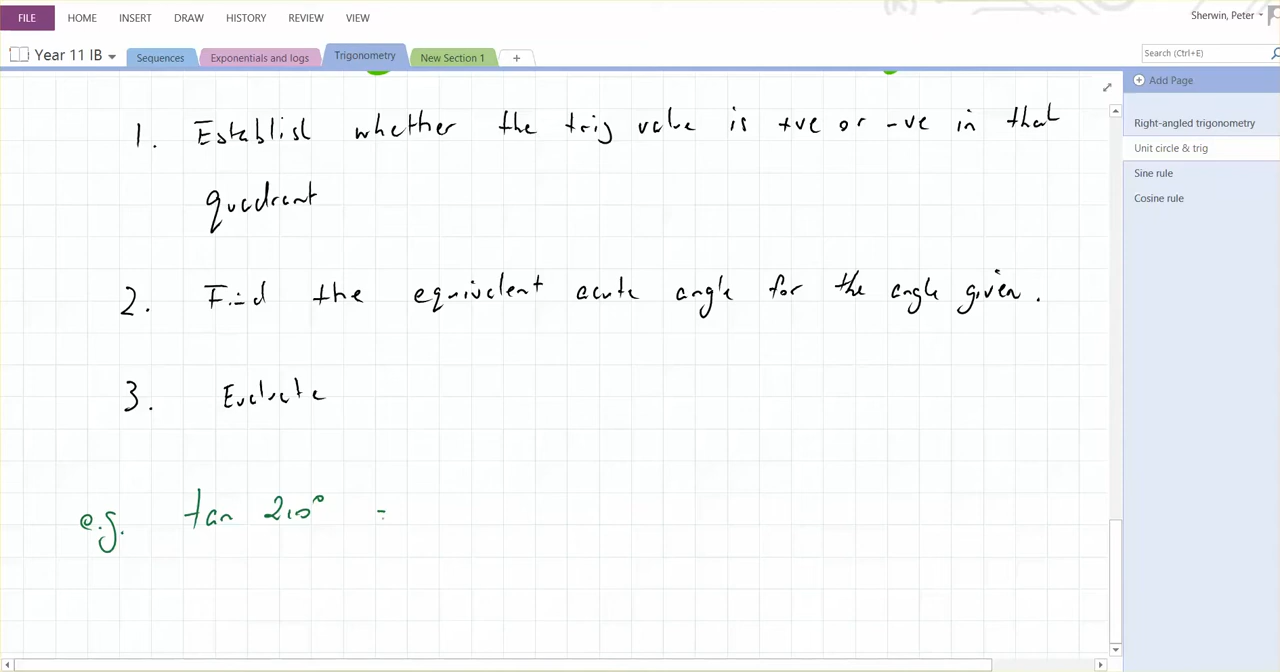 FILE HOME INSERT DRAW HISTORY REVIEW VIEW
Sherwin, Peter
Year 11 IB Sequences Exponentials and logs Trigonometry New Section 1 +
Search (Ctrl+E)
Add Page
Right-angled trigonometry
Unit circle & trig
Sine rule
Cosine rule
1. Establish whether the trig value is +ve or -ve in that
quadrant
2. Find the equivalent acute angle for the angle given.
3. Evaluate
e.g. tan 210° =